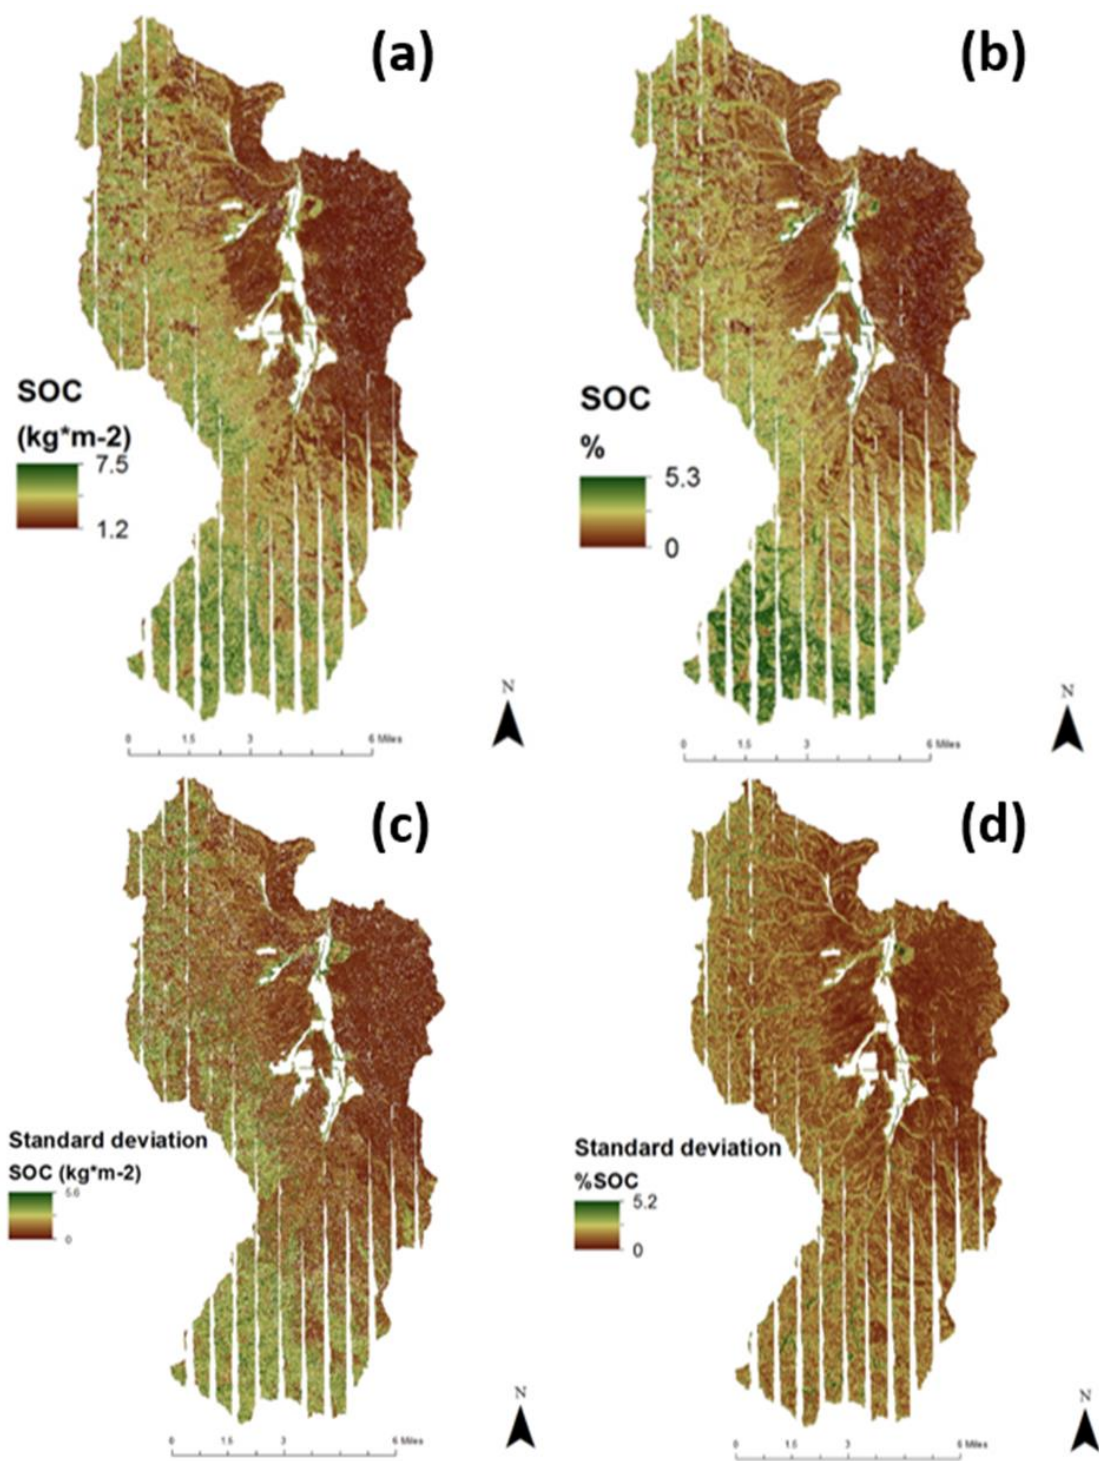 (a)
SOC
(kg*m-2)
7.5
1.2
N
0 1.5 3 6 Miles
(b)
SOC
%
5.3
0
N
0 1.5 3 6 Miles
(c)
Standard deviation
SOC (kg*m-2)
5.6
0
N
0 1.5 3 6 Miles
(d)
Standard deviation
%SOC
5.2
0
N
0 1.5 3 6 Miles